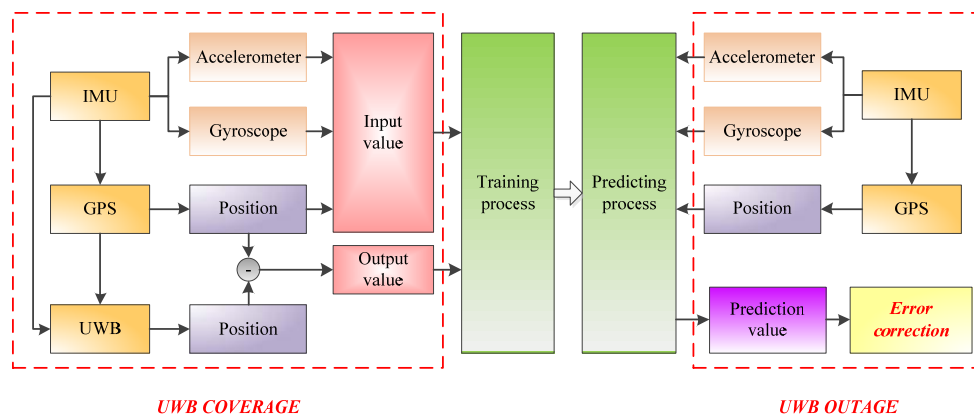 Accelerometer
IMU
Gyroscope
Input
value
GPS
Position
-
Output
value
UWB
Position
Training
process
Predicting
process
Accelerometer
IMU
Gyroscope
Position
GPS
Prediction
value
Error
correction
UWB COVERAGE
UWB OUTAGE